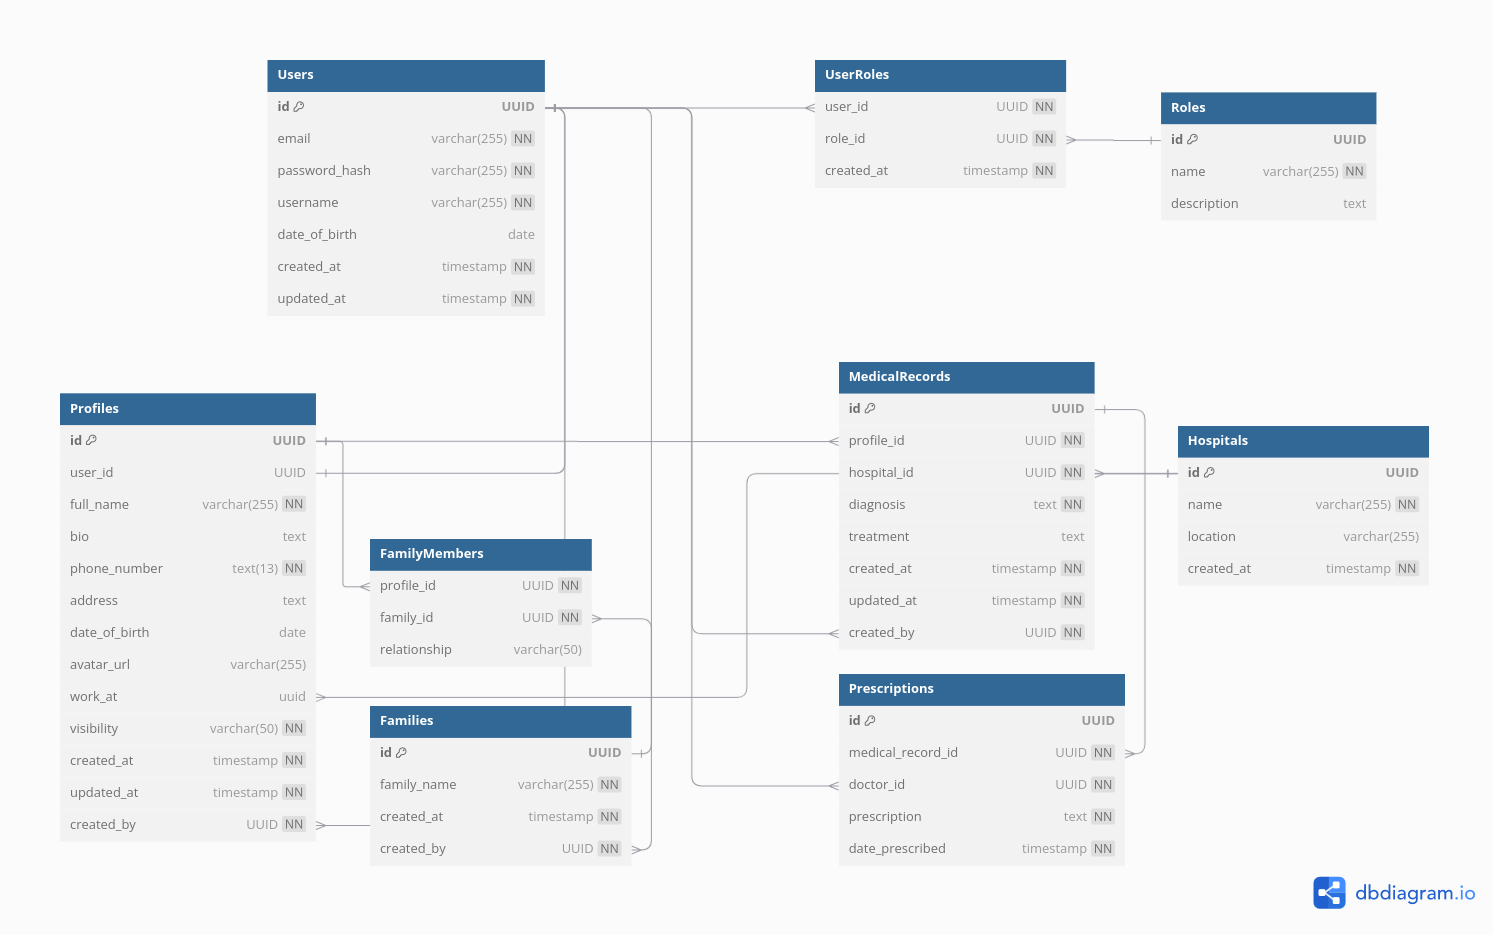 Users
id UUID
email varchar(255) NN
password_hash varchar(255) NN
username varchar(255) NN
date_of_birth date
created_at timestamp NN
updated_at timestamp NN
UserRoles
user_id UUID NN
role_id UUID NN
created_at timestamp NN
Roles
id UUID
name varchar(255) NN
description text
Profiles
id UUID
user_id UUID
full_name varchar(255) NN
bio text
phone_number text(13) NN
address text
date_of_birth date
avatar_url varchar(255)
work_at uuid
visibility varchar(50) NN
created_at timestamp NN
updated_at timestamp NN
created_by UUID NN
FamilyMembers
profile_id UUID NN
family_id UUID NN
relationship varchar(50)
Families
id UUID
family_name varchar(255) NN
created_at timestamp NN
created_by UUID NN
MedicalRecords
id UUID
profile_id UUID NN
hospital_id UUID NN
diagnosis text NN
treatment text
created_at timestamp NN
updated_at timestamp NN
created_by UUID NN
Hospitals
id UUID
name varchar(255) NN
location varchar(255)
created_at timestamp NN
Prescriptions
id UUID
medical_record_id UUID NN
doctor_id UUID NN
prescription text NN
date_prescribed timestamp NN
dbdiagram.io